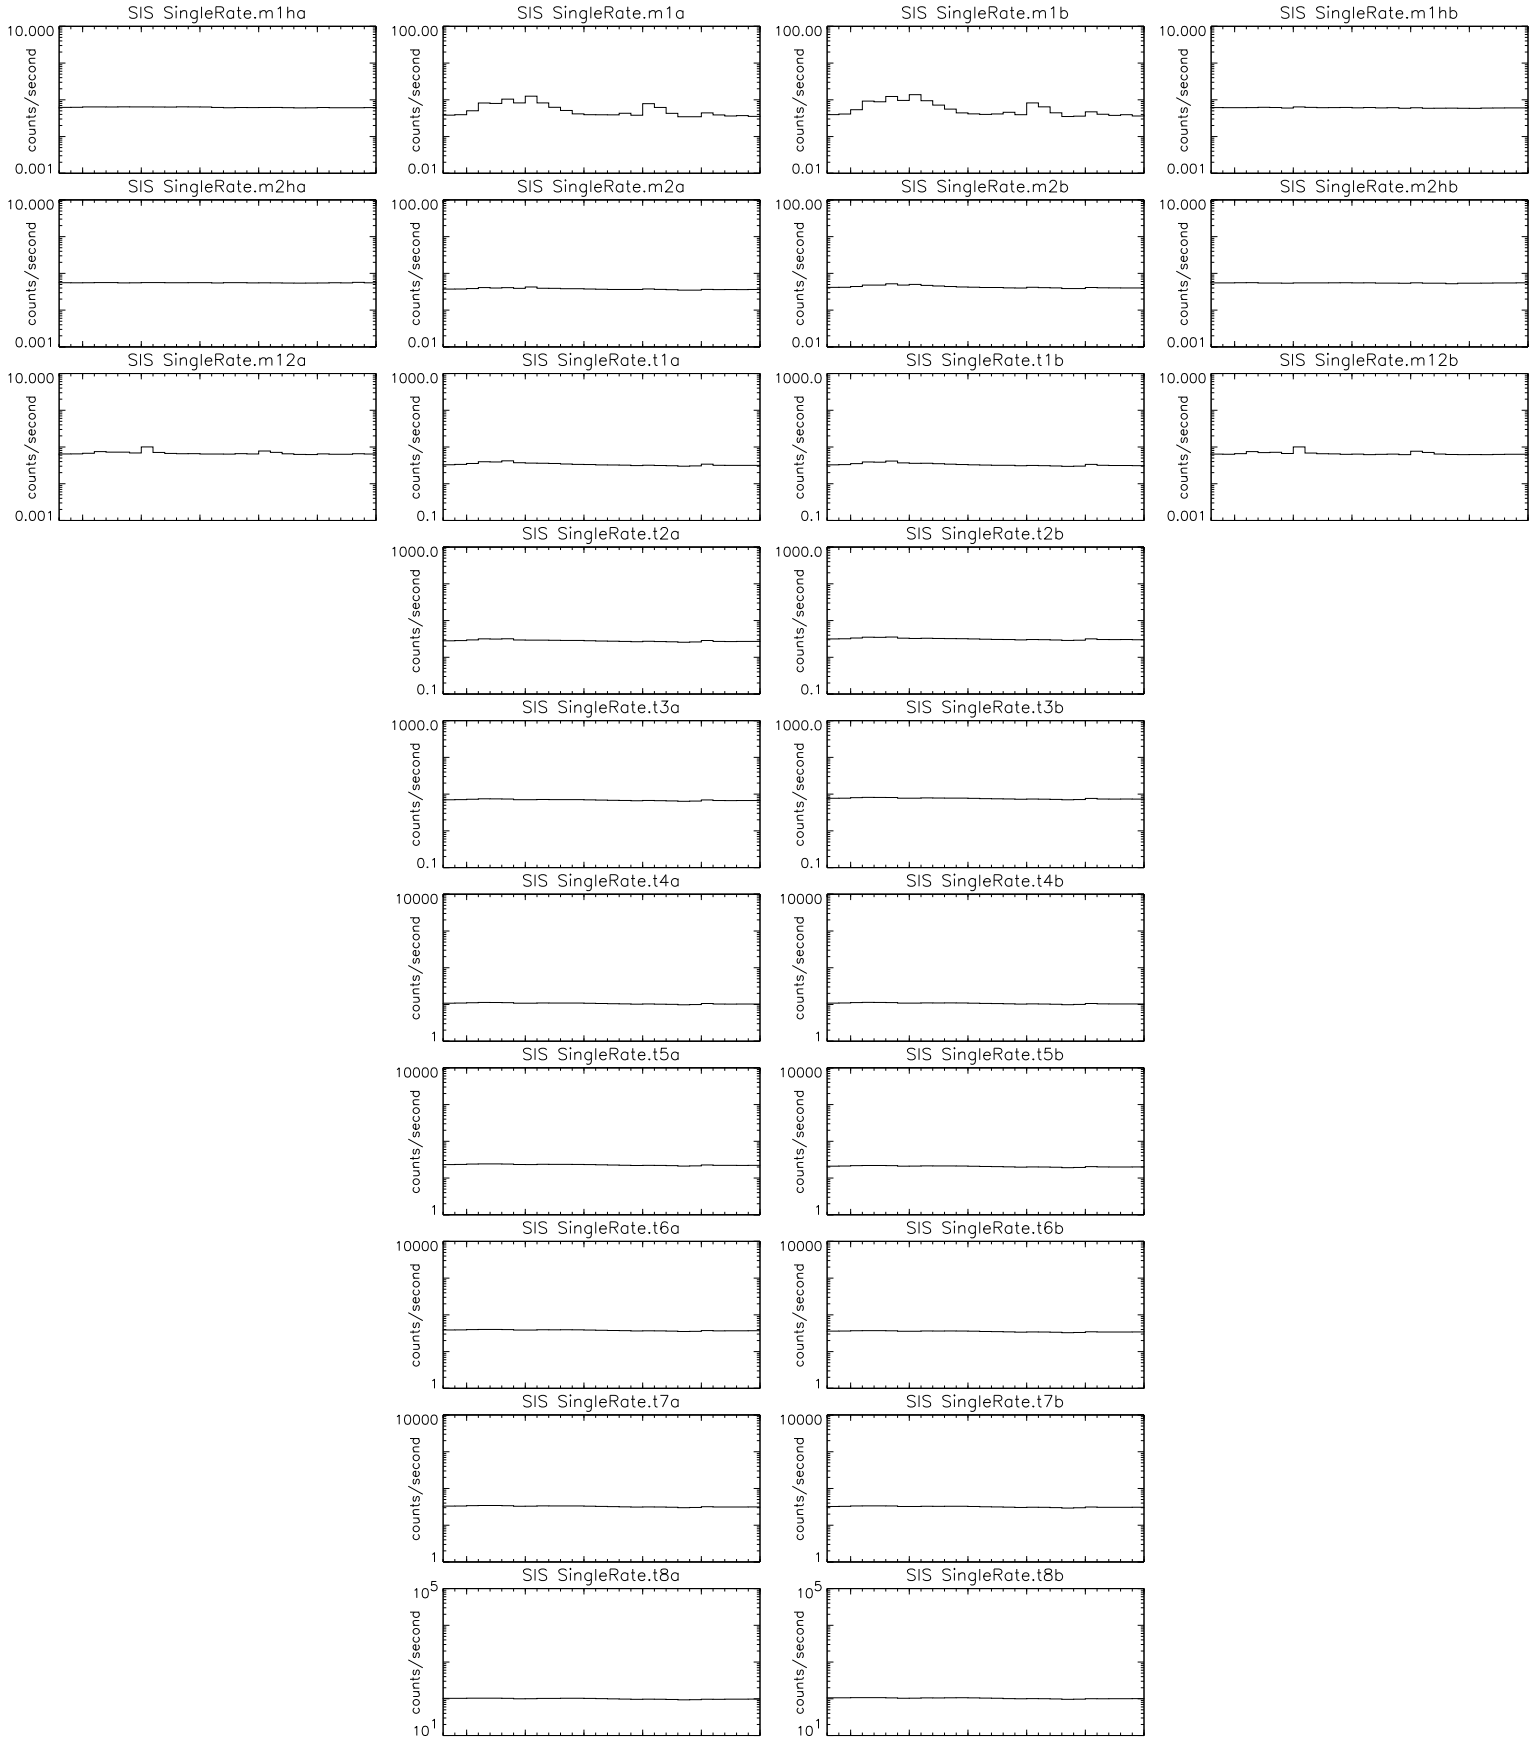 SIS SingleRate.m1ha
10.000
counts/second
0.001
SIS SingleRate.m1a
100.00
counts/second
0.01
SIS SingleRate.m1b
100.00
counts/second
0.01
SIS SingleRate.m1hb
10.000
counts/second
0.001
SIS SingleRate.m2ha
10.000
counts/second
0.001
SIS SingleRate.m2a
100.00
counts/second
0.01
SIS SingleRate.m2b
100.00
counts/second
0.01
SIS SingleRate.m2hb
10.000
counts/second
0.001
SIS SingleRate.m12a
10.000
counts/second
0.001
SIS SingleRate.t1a
1000.0
counts/second
0.1
SIS SingleRate.t1b
1000.0
counts/second
0.1
SIS SingleRate.m12b
10.000
counts/second
0.001
SIS SingleRate.t2a
1000.0
counts/second
0.1
SIS SingleRate.t2b
1000.0
counts/second
0.1
SIS SingleRate.t3a
1000.0
counts/second
0.1
SIS SingleRate.t3b
1000.0
counts/second
0.1
SIS SingleRate.t4a
10000
counts/second
1
SIS SingleRate.t4b
10000
counts/second
1
SIS SingleRate.t5a
10000
counts/second
1
SIS SingleRate.t5b
10000
counts/second
1
SIS SingleRate.t6a
10000
counts/second
1
SIS SingleRate.t6b
10000
counts/second
1
SIS SingleRate.t7a
10000
counts/second
1
SIS SingleRate.t7b
10000
counts/second
1
SIS SingleRate.t8a
10⁵
counts/second
10¹
SIS SingleRate.t8b
10⁵
counts/second
10¹